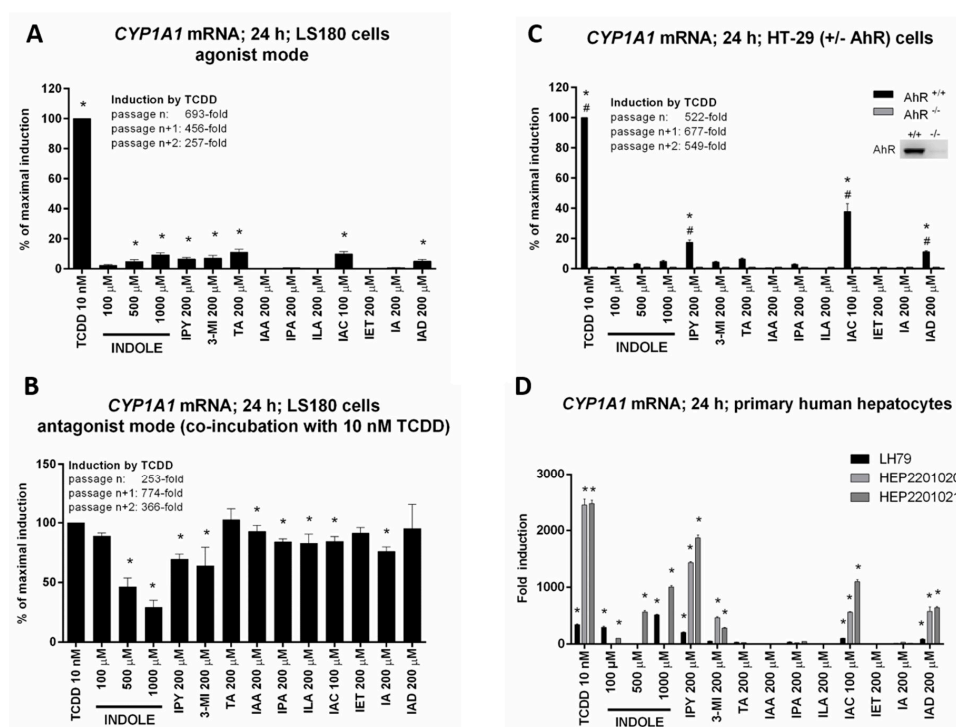 A
CYP1A1 mRNA; 24 h; LS180 cells
agonist mode
% of maximal induction
120
100
80
60
40
20
0
Induction by TCDD
passage n: 693-fold
passage n+1: 456-fold
passage n+2: 257-fold
*
*
*
*
*
*
*
*
TCDD 10 nM
100 µM
500 µM
1000 µM
IPY 200 µM
3-MI 200 µM
TA 200 µM
IAA 200 µM
IPA 200 µM
ILA 200 µM
IAC 100 µM
IET 200 µM
IA 200 µM
IAD 200 µM
INDOLE
B
CYP1A1 mRNA; 24 h; LS180 cells
antagonist mode (co-incubation with 10 nM TCDD)
% of maximal induction
150
100
50
0
Induction by TCDD
passage n: 253-fold
passage n+1: 774-fold
passage n+2: 366-fold
*
*
*
*
*
*
*
*
*
TCDD 10 nM
100 µM
500 µM
1000 µM
IPY 200 µM
3-MI 200 µM
TA 200 µM
IAA 200 µM
IPA 200 µM
ILA 200 µM
IAC 100 µM
IET 200 µM
IA 200 µM
IAD 200 µM
INDOLE
C
CYP1A1 mRNA; 24 h; HT-29 (+/- AhR) cells
% of maximal induction
120
100
80
60
40
20
0
Induction by TCDD
passage n: 522-fold
passage n+1: 677-fold
passage n+2: 549-fold
AhR +/+
AhR -/-
+/+ -/-
AhR
*
#
*
#
*
#
*
#
TCDD 10 nM
100 µM
500 µM
1000 µM
IPY 200 µM
3-MI 200 µM
TA 200 µM
IAA 200 µM
IPA 200 µM
ILA 200 µM
IAC 100 µM
IET 200 µM
IA 200 µM
IAD 200 µM
INDOLE
D
CYP1A1 mRNA; 24 h; primary human hepatocytes
Fold induction
3000
2000
1000
0
LH79
HEP2201020
HEP2201021
* * *
* *
*
* *
* * *
* *
* * *
* * *
TCDD 10 nM
100 µM
500 µM
1000 µM
IPY 200 µM
3-MI 200 µM
TA 200 µM
IAA 200 µM
IPA 200 µM
ILA 200 µM
IAC 100 µM
IET 200 µM
IA 200 µM
IAD 200 µM
INDOLE